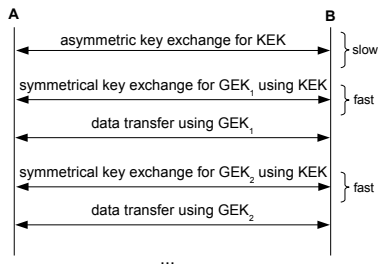 A B
asymmetric key exchange for KEK
slow
symmetrical key exchange for GEK₁ using KEK
fast
data transfer using GEK₁
symmetrical key exchange for GEK₂ using KEK
fast
data transfer using GEK₂
...